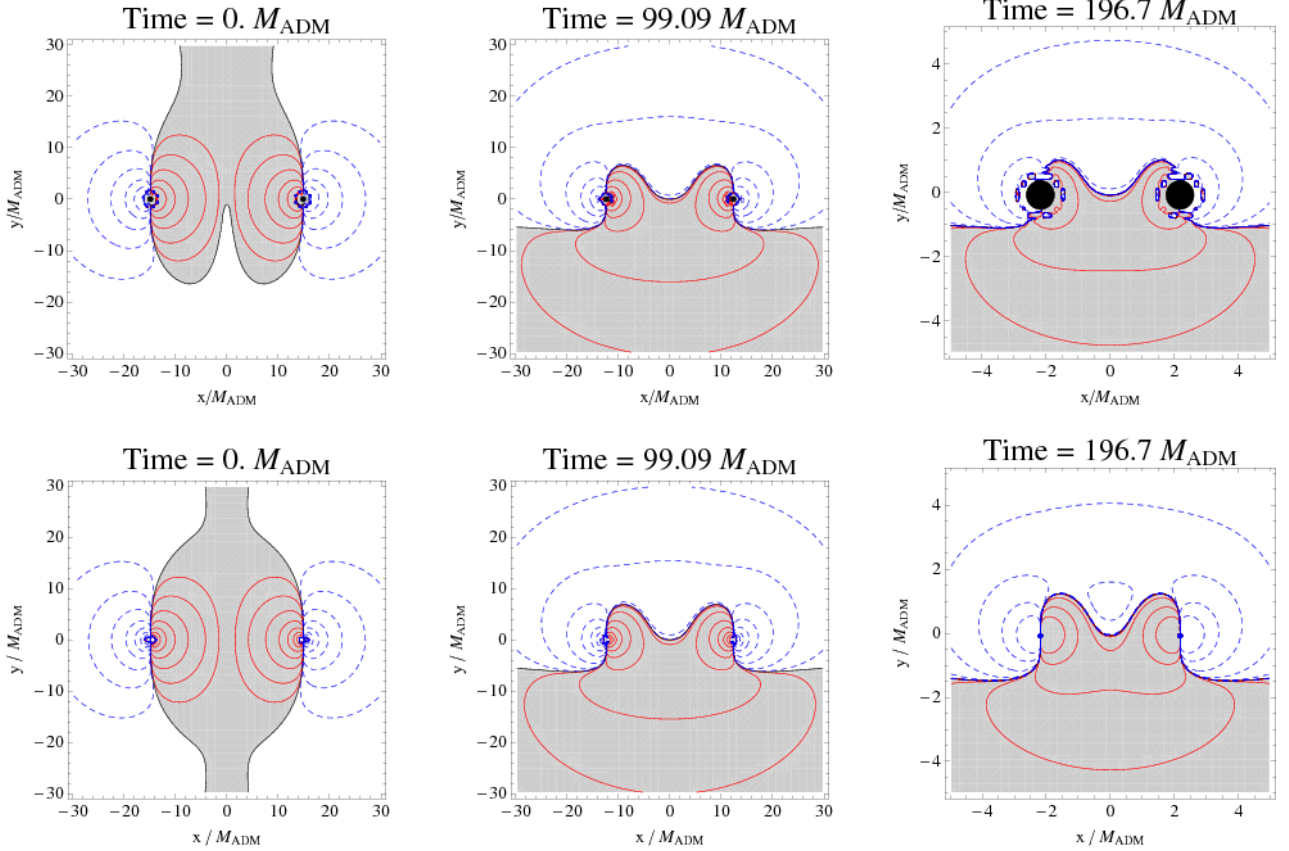 Time = 0. M_ADM
Time = 99.09 M_ADM
Time = 196.7 M_ADM
30
20
10
0
−10
−20
−30
y/M_ADM
−30 −20 −10 0 10 20 30
x/M_ADM
30
20
10
0
−10
−20
−30
y/M_ADM
−30 −20 −10 0 10 20 30
x/M_ADM
4
2
0
−2
−4
y/M_ADM
−4 −2 0 2 4
x/M_ADM
Time = 0. M_ADM
Time = 99.09 M_ADM
Time = 196.7 M_ADM
30
20
10
0
−10
−20
−30
y / M_ADM
−30 −20 −10 0 10 20 30
x / M_ADM
30
20
10
0
−10
−20
−30
y / M_ADM
−30 −20 −10 0 10 20 30
x / M_ADM
4
2
0
−2
−4
y / M_ADM
−4 −2 0 2 4
x / M_ADM